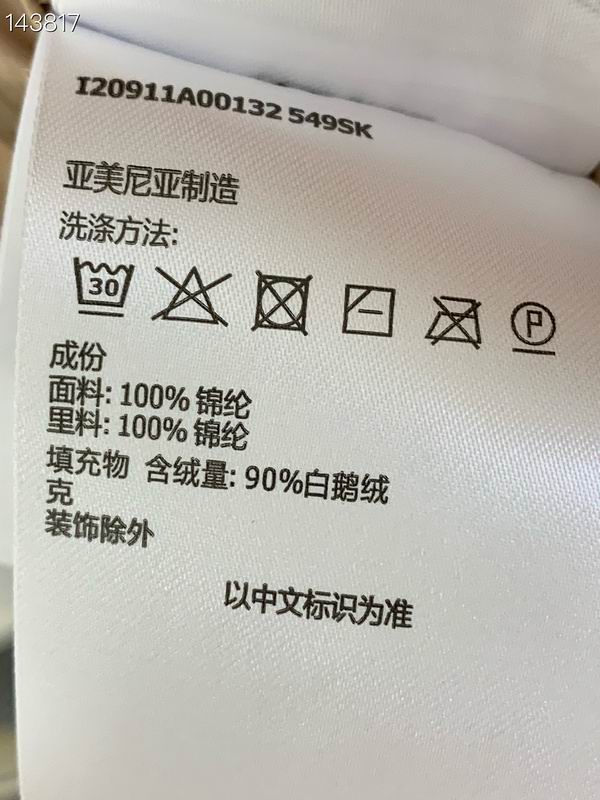 143817
I20911A00132 549SK
亚美尼亚制造
洗涤方法:
30
P
成份
面料: 100% 锦纶
里料: 100% 锦纶
填充物 含绒量: 90%白鹅绒
克
装饰除外
以中文标识为准